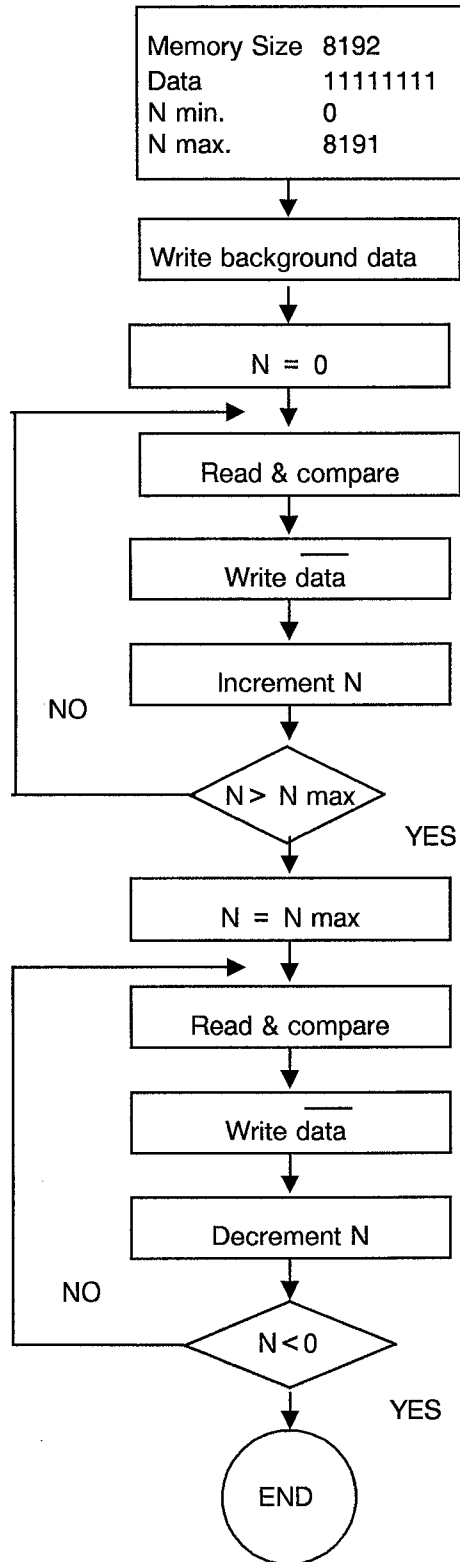 Memory Size 8192
Data 11111111
N min. 0
N max. 8191
Write background data
N = 0
Read & compare
Write data
Increment N
NO
N > N max
YES
N = N max
Read & compare
Write data
Decrement N
NO
N < 0
YES
END